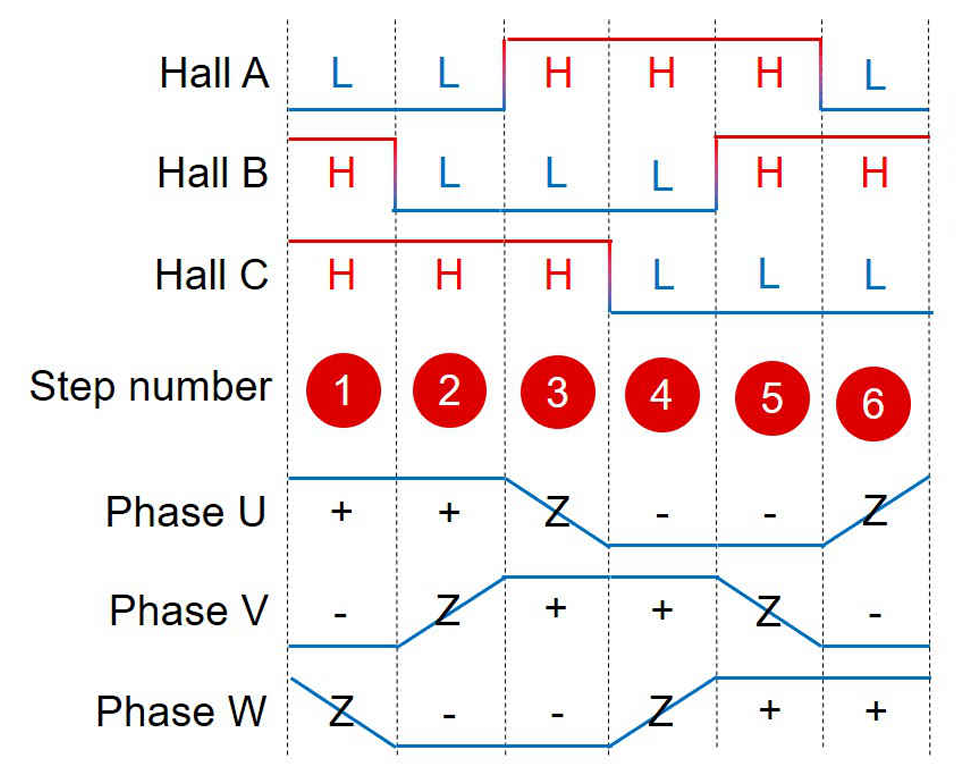 Hall A L L H H H L
Hall B H L L L H H
Hall C H H H L L L
Step number 1 2 3 4 5 6
Phase U + + Z - - Z
Phase V - Z + + Z -
Phase W Z - - Z + +